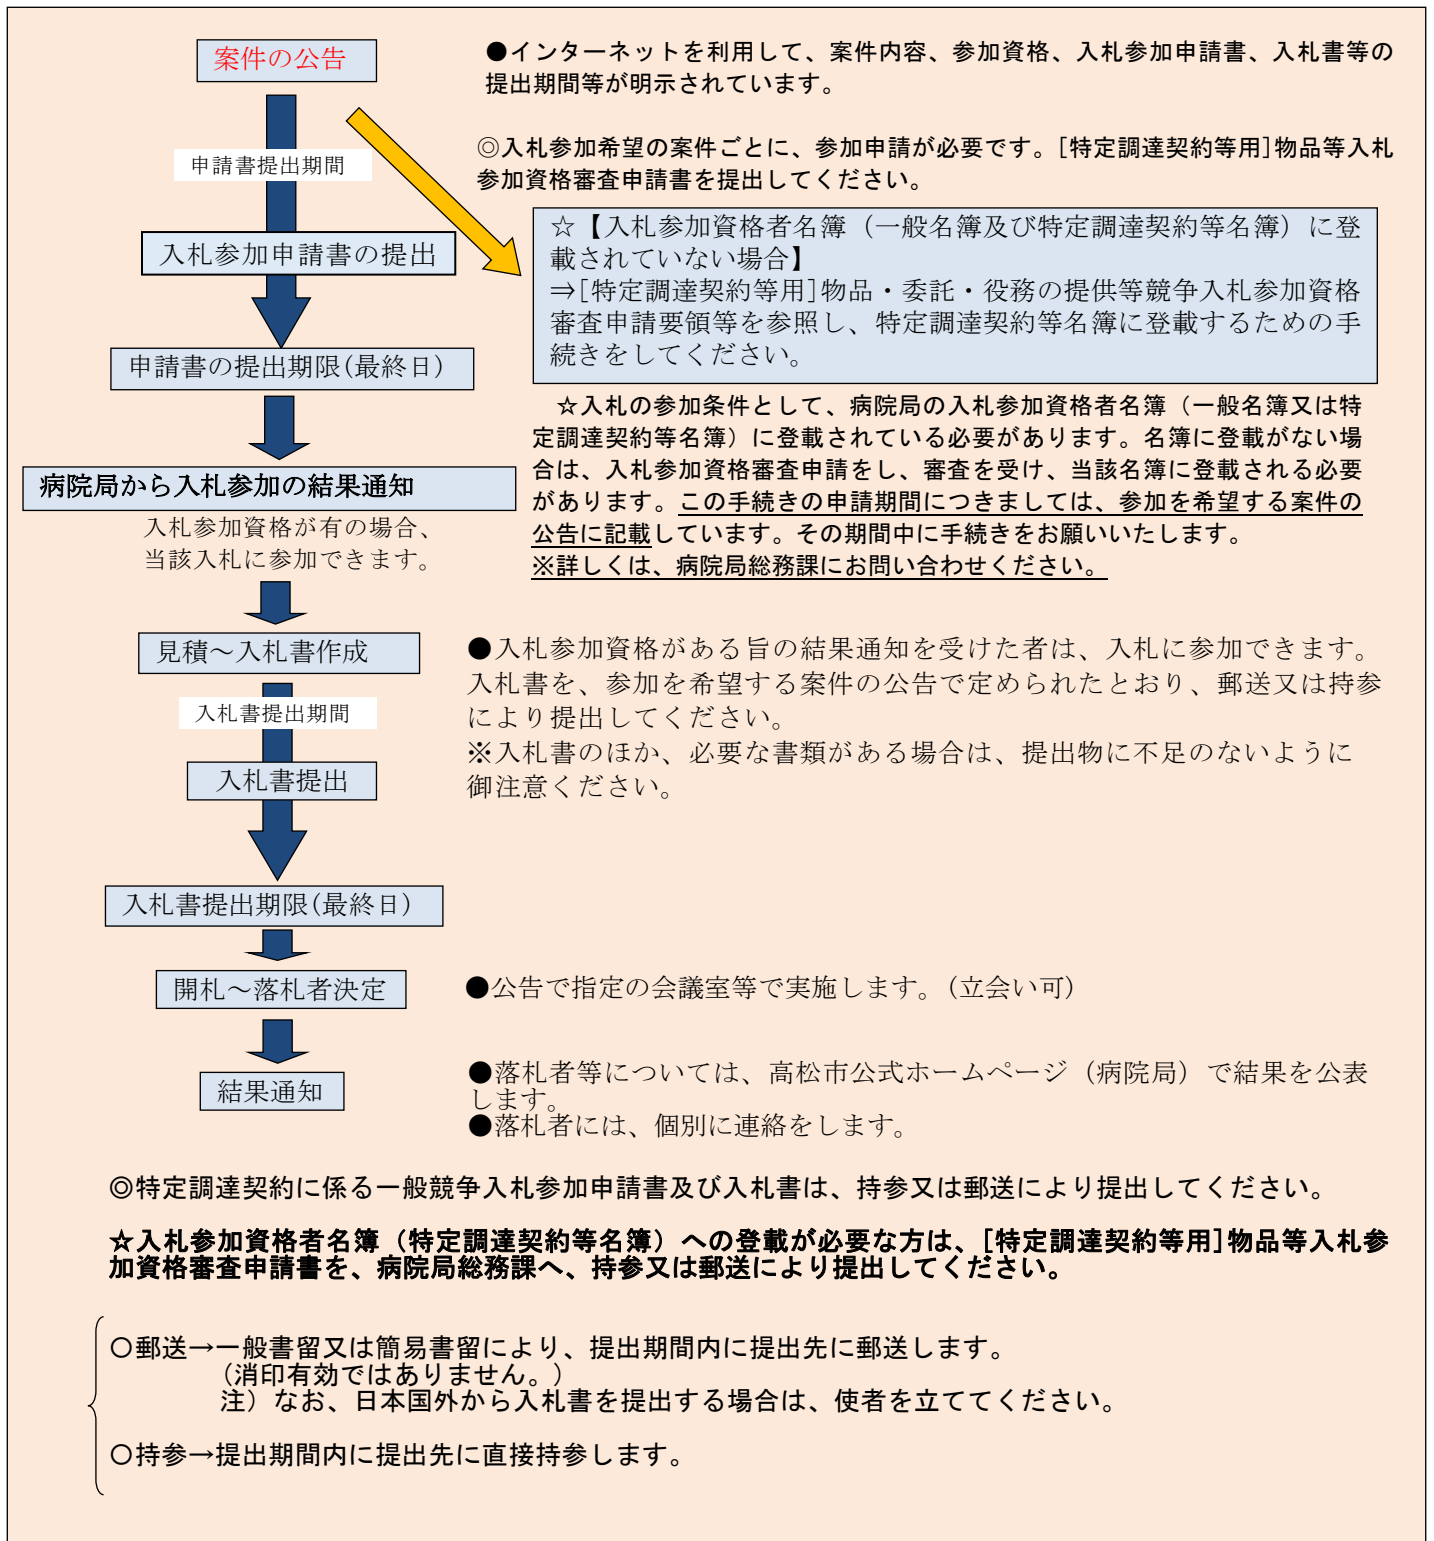 案件の公告
●インターネットを利用して、案件内容、参加資格、入札参加申請書、入札書等の
提出期間等が明示されています。
申請書提出期間
◎入札参加希望の案件ごとに、参加申請が必要です。[特定調達契約等用]物品等入札
参加資格審査申請書を提出してください。
入札参加申請書の提出
☆【入札参加資格者名簿（一般名簿及び特定調達契約等名簿）に登
載されていない場合】
⇒[特定調達契約等用]物品・委託・役務の提供等競争入札参加資格
審査申請要領等を参照し、特定調達契約等名簿に登載するための手
続きをしてください。
申請書の提出期限(最終日)
☆入札の参加条件として、病院局の入札参加資格者名簿（一般名簿又は特
定調達契約等名簿）に登載されている必要があります。名簿に登載がない場
合は、入札参加資格審査申請をし、審査を受け、当該名簿に登載される必要
があります。この手続きの申請期間につきましては、参加を希望する案件の
公告に記載しています。その期間中に手続きをお願いいたします。
※詳しくは、病院局総務課にお問い合わせください。
病院局から入札参加の結果通知
入札参加資格が有の場合、
当該入札に参加できます。
見積～入札書作成
●入札参加資格がある旨の結果通知を受けた者は、入札に参加できます。
入札書を、参加を希望する案件の公告で定められたとおり、郵送又は持参
により提出してください。
※入札書のほか、必要な書類がある場合は、提出物に不足のないように
御注意ください。
入札書提出期間
入札書提出
入札書提出期限(最終日)
開札～落札者決定
●公告で指定の会議室等で実施します。(立会い可)
結果通知
●落札者等については、高松市公式ホームページ（病院局）で結果を公表
します。
●落札者には、個別に連絡をします。
◎特定調達契約に係る一般競争入札参加申請書及び入札書は、持参又は郵送により提出してください。
☆入札参加資格者名簿（特定調達契約等名簿）への登載が必要な方は、[特定調達契約等用]物品等入札参
加資格審査申請書を、病院局総務課へ、持参又は郵送により提出してください。
○郵送→一般書留又は簡易書留により、提出期間内に提出先に郵送します。
（消印有効ではありません。）
注）なお、日本国外から入札書を提出する場合は、使者を立ててください。
○持参→提出期間内に提出先に直接持参します。